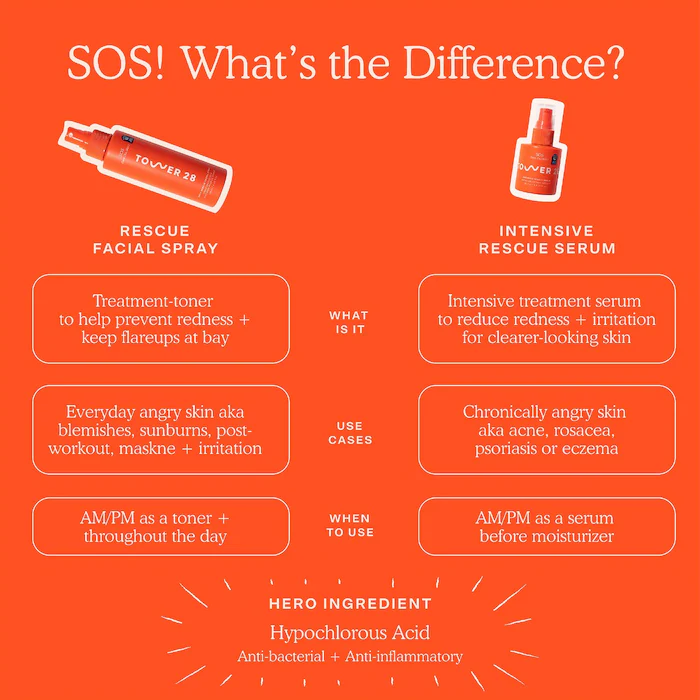 SOS! What's the Difference?
TOWER 28
SOS
TOWER 28
RESCUE
FACIAL SPRAY
INTENSIVE
RESCUE SERUM
Treatment-toner
to help prevent redness +
keep flareups at bay
WHAT
IS IT
Intensive treatment serum
to reduce redness + irritation
for clearer-looking skin
Everyday angry skin aka
blemishes, sunburns, post-
workout, maskne + irritation
USE
CASES
Chronically angry skin
aka acne, rosacea,
psoriasis or eczema
AM/PM as a toner +
throughout the day
WHEN
TO USE
AM/PM as a serum
before moisturizer
HERO INGREDIENT
Hypochlorous Acid
Anti-bacterial + Anti-inflammatory